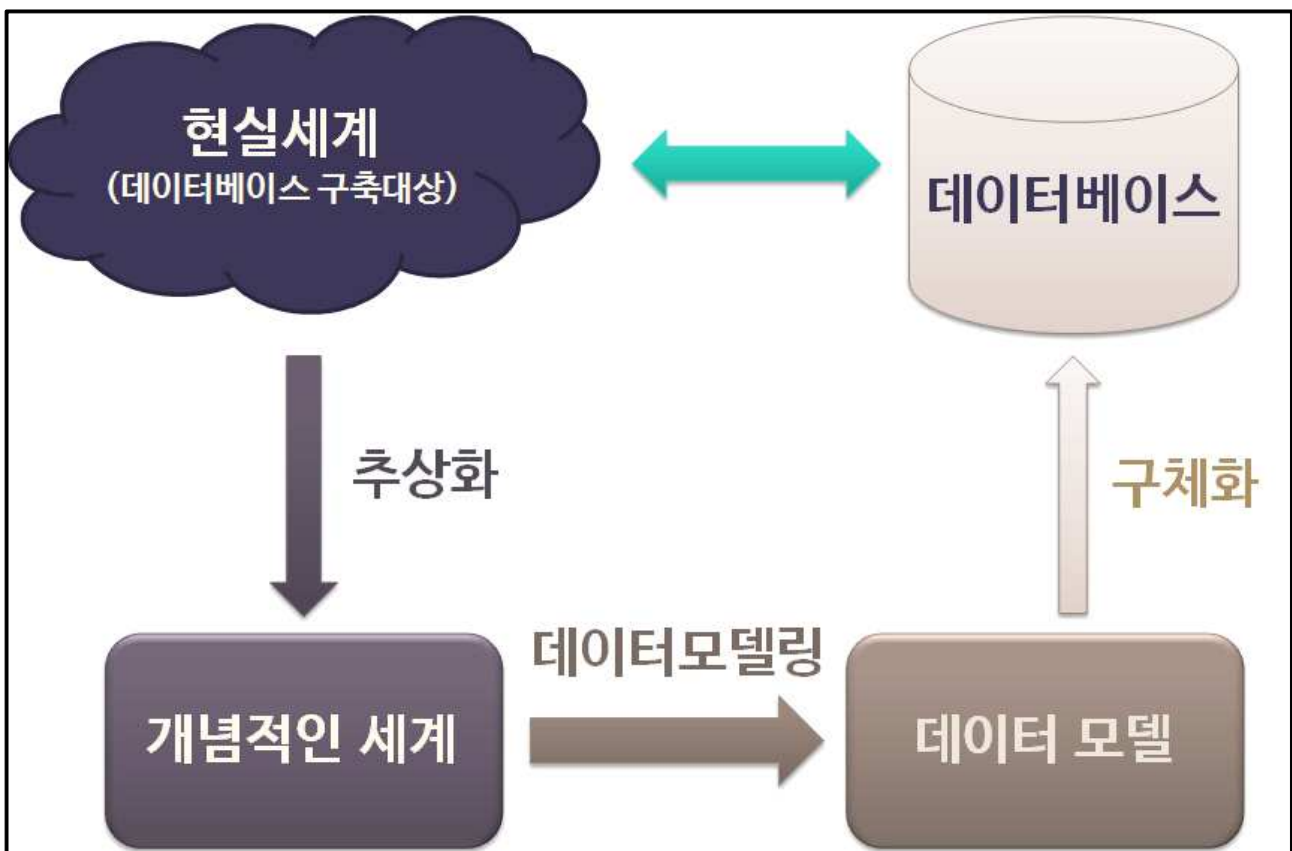 현실세계
(데이터베이스 구축대상)
데이터베이스
추상화
구체화
데이터모델링
개념적인 세계
데이터 모델